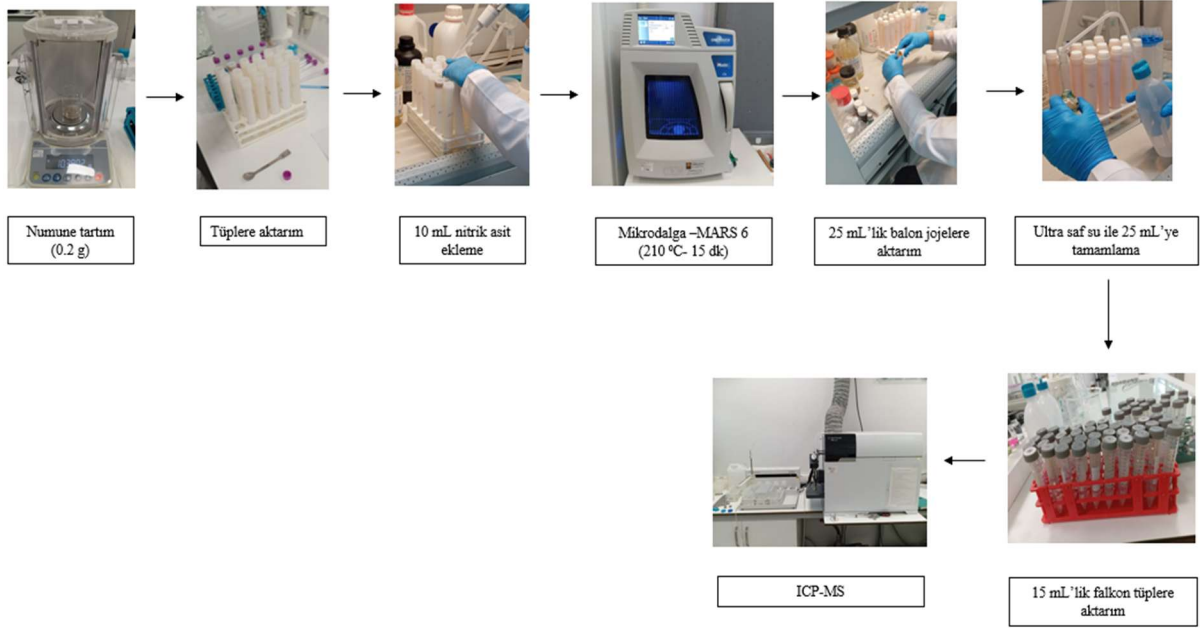 Numune tartım
(0.2 g)
Tüplere aktarım
10 mL nitrik asit
ekleme
Mikrodalga –MARS 6
(210 ºC- 15 dk)
25 mL’lik balon jojelere
aktarım
Ultra saf su ile 25 mL’ye
tamamlama
15 mL’lik falkon tüplere
aktarım
ICP-MS